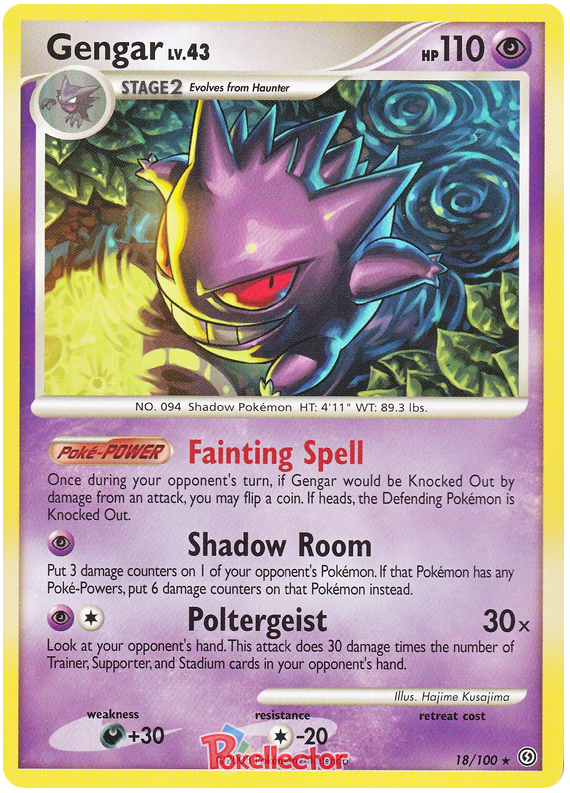 Gengar LV.43 HP 110
STAGE2 Evolves from Haunter
NO. 094 Shadow Pokémon HT: 4'11" WT: 89.3 lbs.
Poké-POWER Fainting Spell
Once during your opponent's turn, if Gengar would be Knocked Out by
damage from an attack, you may flip a coin. If heads, the Defending Pokémon is
Knocked Out.
Shadow Room
Put 3 damage counters on 1 of your opponent's Pokémon. If that Pokémon has any
Poké-Powers, put 6 damage counters on that Pokémon instead.
Poltergeist 30x
Look at your opponent's hand. This attack does 30 damage times the number of
Trainer, Supporter, and Stadium cards in your opponent's hand.
Illus. Hajime Kusajima
weakness resistance retreat cost
+30 -20
Pokellector
18/100